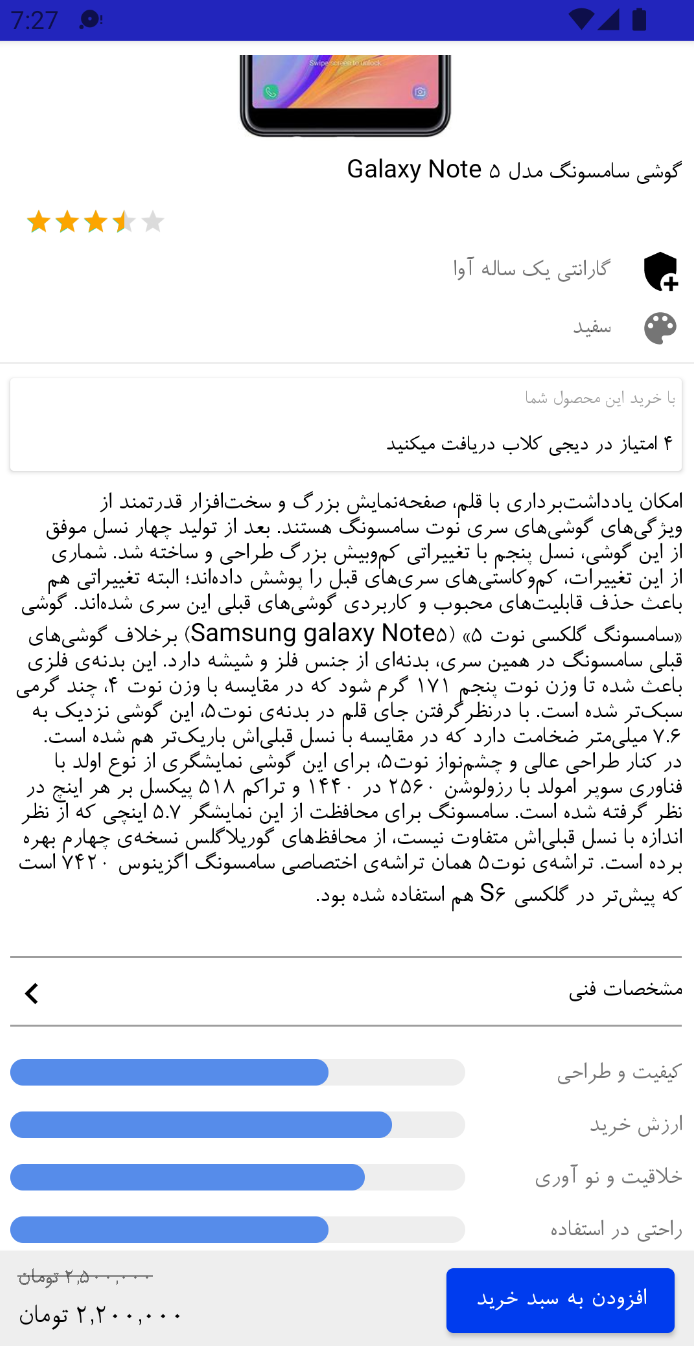 7:27
Swipe screen to unlock
گوشی سامسونگ مدل Galaxy Note ۵
گارانتی یک ساله آوا
سفید
با خرید این محصول شما
۴ امتیاز در دیجی کلاب دریافت میکنید
امکان یادداشت‌برداری با قلم، صفحه‌نمایش بزرگ و سخت‌افزار قدرتمند از
ویژگی‌های گوشی‌های سری نوت سامسونگ هستند. بعد از تولید چهار نسل موفق
از این گوشی، نسل پنجم با تغییراتی کم‌وبیش بزرگ طراحی و ساخته شد. شماری
از این تغییرات، کم‌وکاستی‌های سری‌های قبل را پوشش داده‌اند؛ البته تغییراتی هم
باعث حذف قابلیت‌های محبوب و کاربردی گوشی‌های قبلی این سری شده‌اند. گوشی
«سامسونگ گلکسی نوت ۵» (Samsung galaxy Note۵) برخلاف گوشی‌های
قبلی سامسونگ در همین سری، بدنه‌ای از جنس فلز و شیشه دارد. این بدنه‌ی فلزی
باعث شده تا وزن نوت پنجم ۱۷۱ گرم شود که در مقایسه با وزن نوت ۴، چند گرمی
سبک‌تر شده است. با درنظرگرفتن جای قلم در بدنه‌ی نوت۵، این گوشی نزدیک به
۷.۶ میلی‌متر ضخامت دارد که در مقایسه با نسل قبلی‌اش باریک‌تر هم شده است.
در کنار طراحی عالی و چشم‌نواز نوت۵، برای این گوشی نمایشگری از نوع اولد با
فناوری سوپر امولد با رزولوشن ۲۵۶۰ در ۱۴۴۰ و تراکم ۵۱۸ پیکسل بر هر اینچ در
نظر گرفته شده است. سامسونگ برای محافظت از این نمایشگر ۵.۷ اینچی که از نظر
اندازه با نسل قبلی‌اش متفاوت نیست، از محافظ‌های گوریلاگلس نسخه‌ی چهارم بهره
برده است. تراشه‌ی نوت۵ همان تراشه‌ی اختصاصی سامسونگ اگزینوس ۷۴۲۰ است
که پیش‌تر در گلکسی S۶ هم استفاده شده بود.
مشخصات فنی
کیفیت و طراحی
ارزش خرید
خلاقیت و نو آوری
راحتی در استفاده
۲,۵۰۰,۰۰۰ تومان
افزودن به سبد خرید
۲,۲۰۰,۰۰۰ تومان